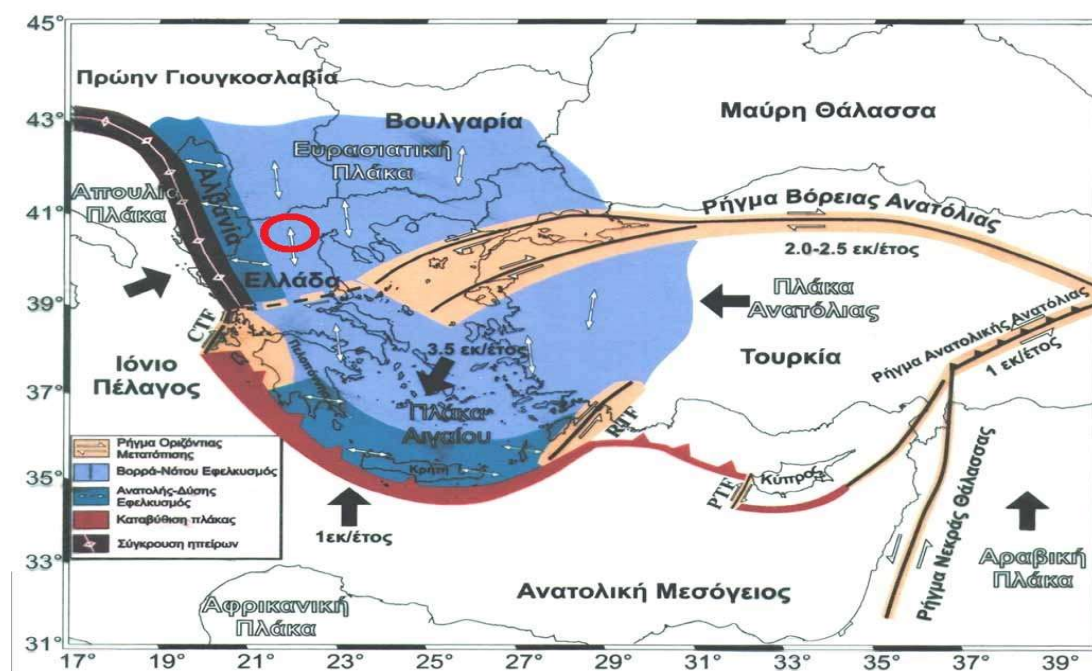 45°
Πρώην Γιουγκοσλαβία
Μαύρη Θάλασσα
43°
Βουλγαρία
Ευρασιατική
Πλάκα
Αλβανία
Απουλία
Πλάκα
41°
Ρήγμα Βόρειας Ανατόλιας
2.0-2.5 εκ/έτος
Ελλάδα
39°
Πλάκα
Ανατόλιας
CTF
Ρήγμα Ανατολικής Ανατόλιας
1 εκ/έτος
Ιόνιο
Πέλαγος
3.5 εκ/έτος
Τουρκία
Πελοπόννησος
37°
Πλάκα
Αιγαίου
RTF
Ρήγμα Οριζόντιας
Μετατόπισης
Βορρά-Νότου Εφελκυσμός
Ανατολής-Δύσης
Εφελκυσμός
Καταβύθιση πλάκας
Σύγκρουση ηπείρων
35°
Κρήτη
PTF
Κύπρος
1εκ/έτος
Ρήγμα Νεκράς Θάλασσας
33°
Αραβική
Πλάκα
Ανατολική Μεσόγειος
Αφρικανική
Πλάκα
31°
17° 19° 21° 23° 25° 27° 29° 31° 33° 35° 37° 39°